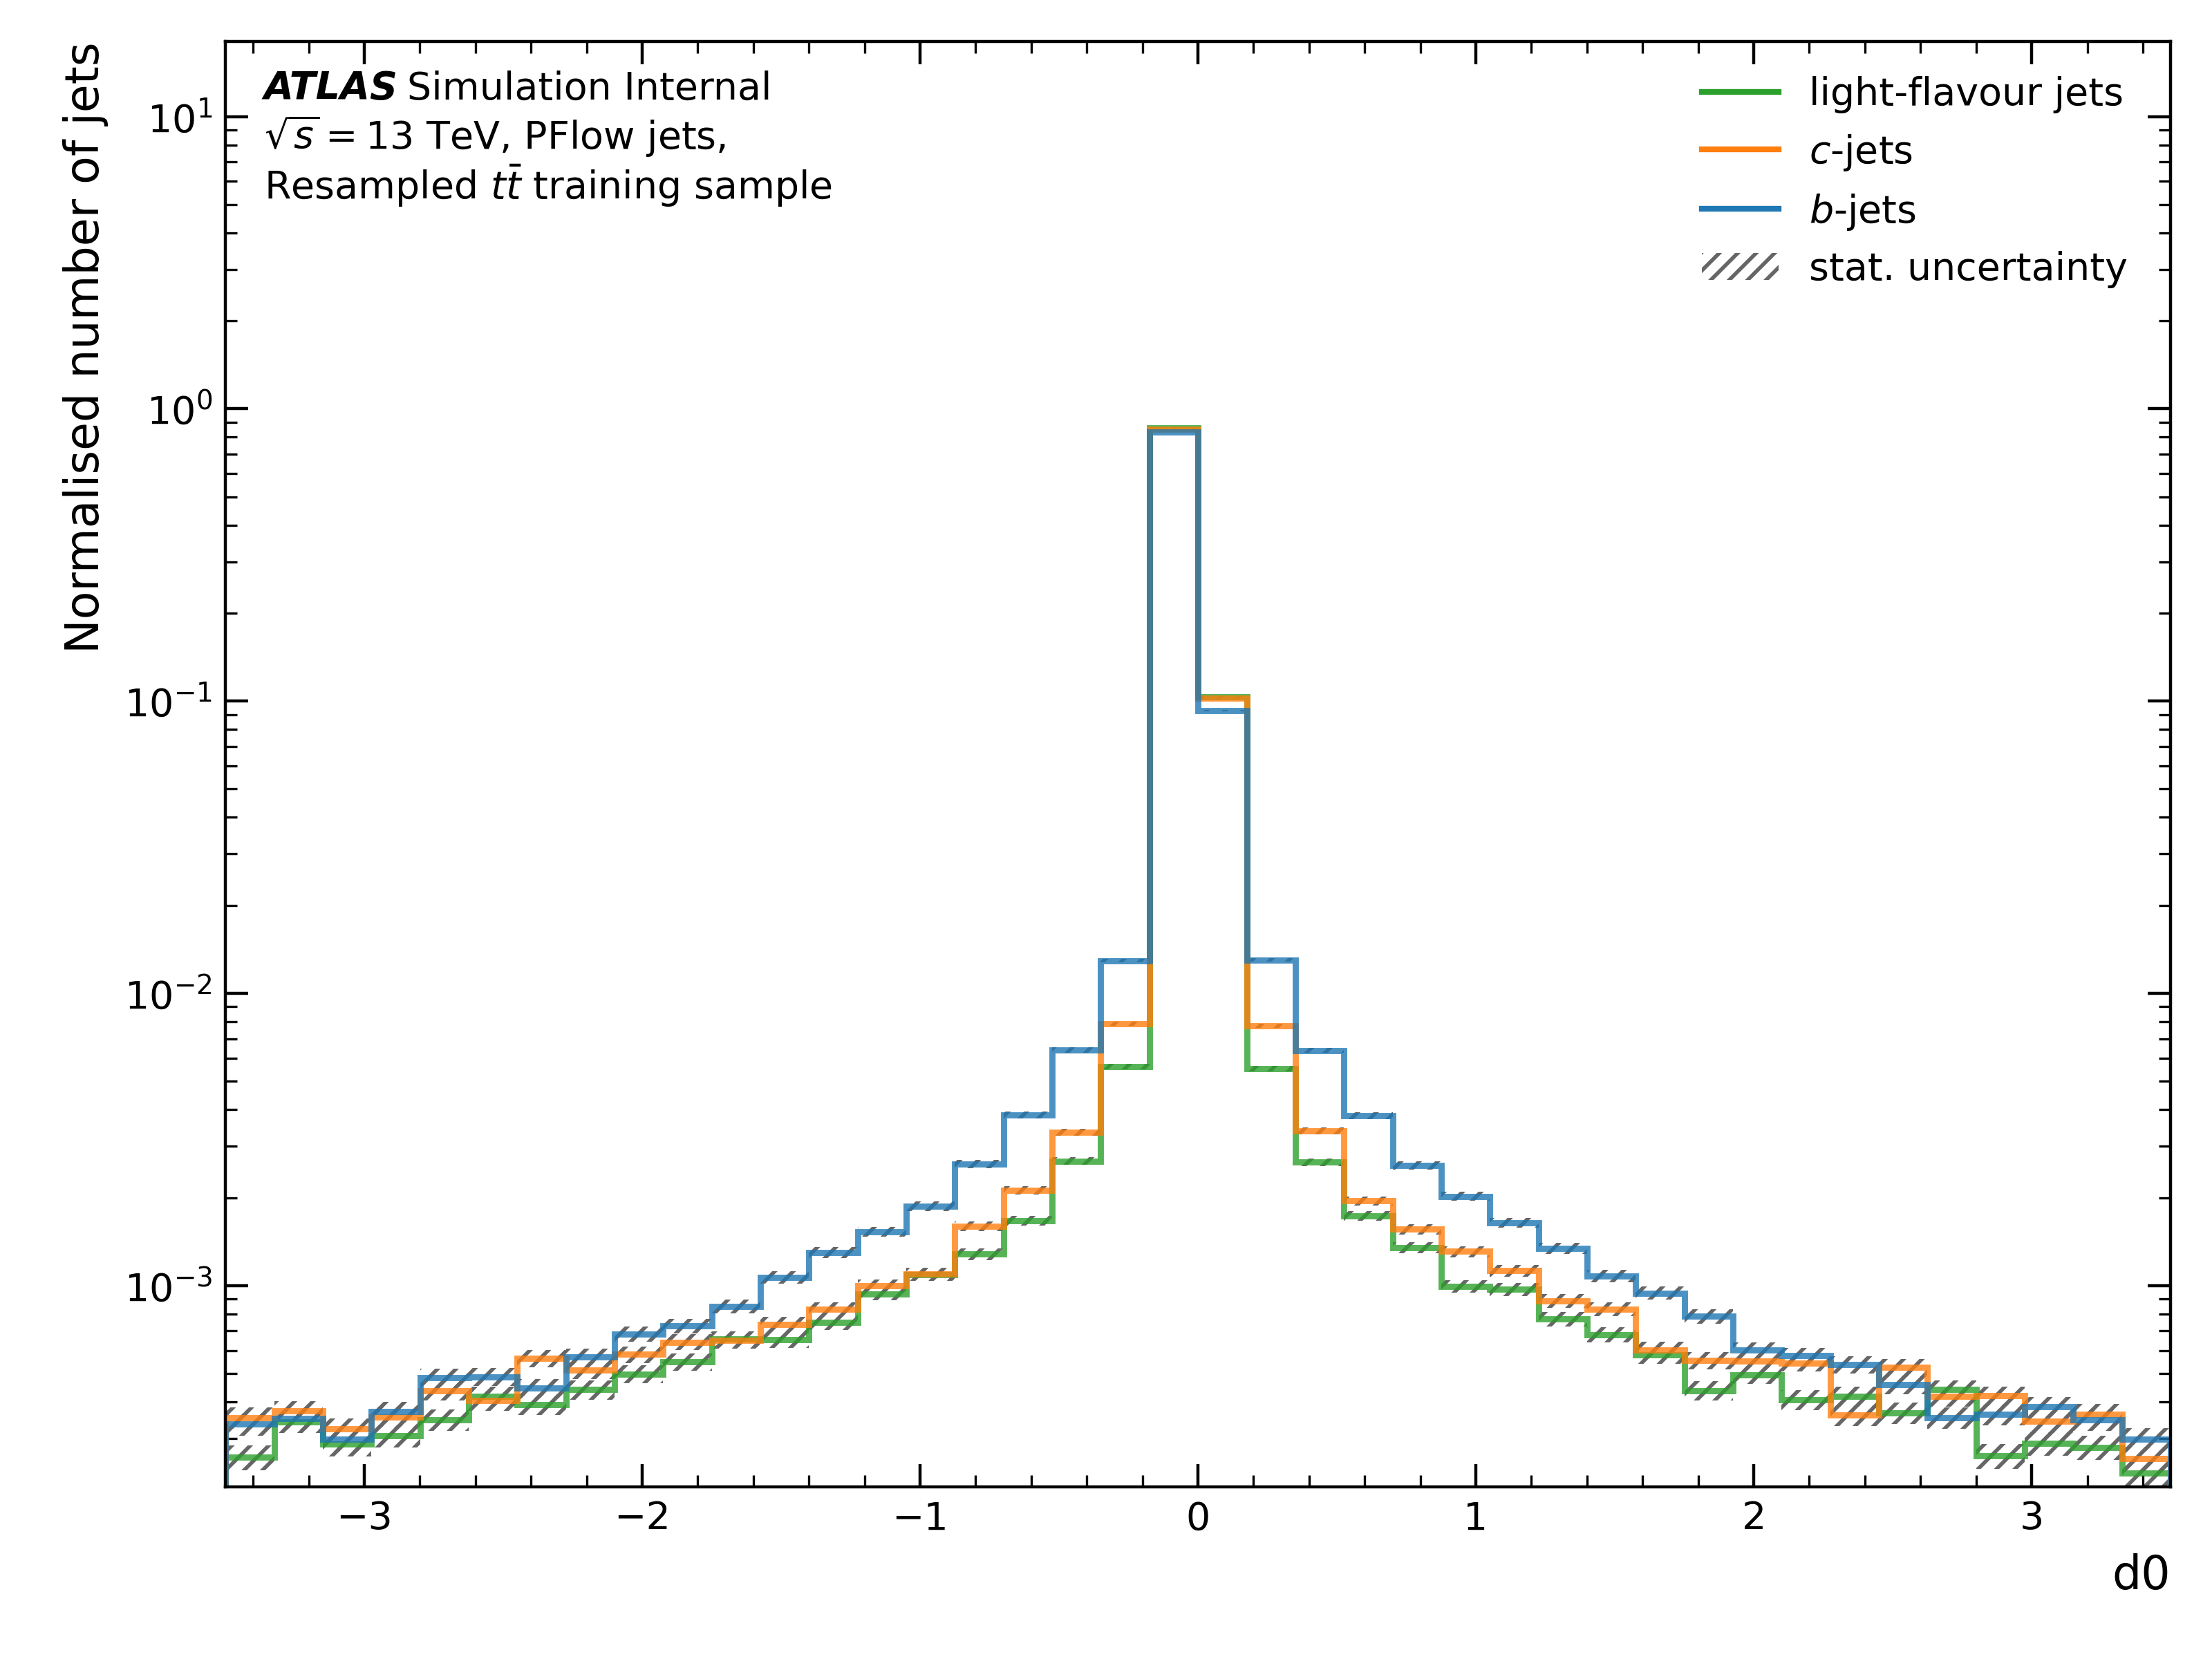 ATLAS Simulation Internal
√s = 13 TeV, PFlow jets,
Resampled tt̄ training sample
light-flavour jets
c-jets
b-jets
stat. uncertainty
Normalised number of jets
10¹
10⁰
10⁻¹
10⁻²
10⁻³
−3 −2 −1 0 1 2 3
d0